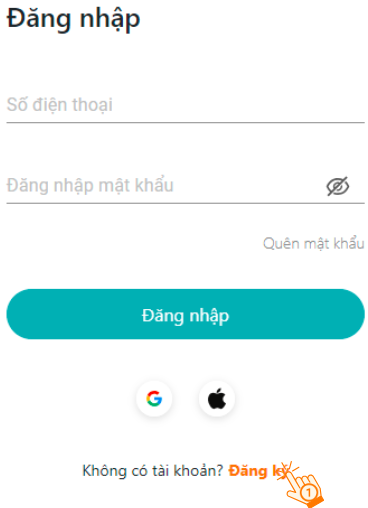 Đăng nhập
Số điện thoại
Đăng nhập mật khẩu
Quên mật khẩu
Đăng nhập
Không có tài khoản? Đăng ký
1